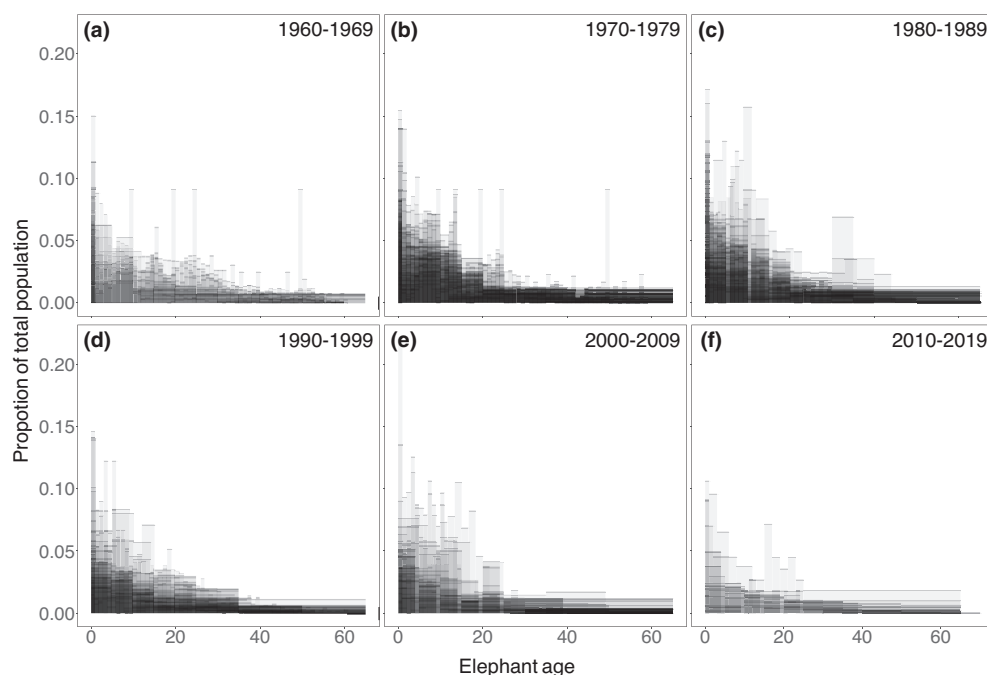 (a) 1960-1969
(b) 1970-1979
(c) 1980-1989
0.20
0.15
0.10
0.05
0.00
(d) 1990-1999
(e) 2000-2009
(f) 2010-2019
0.20
0.15
0.10
0.05
0.00
Propotion of total population
0 20 40 60
0 20 40 60
0 20 40 60
Elephant age